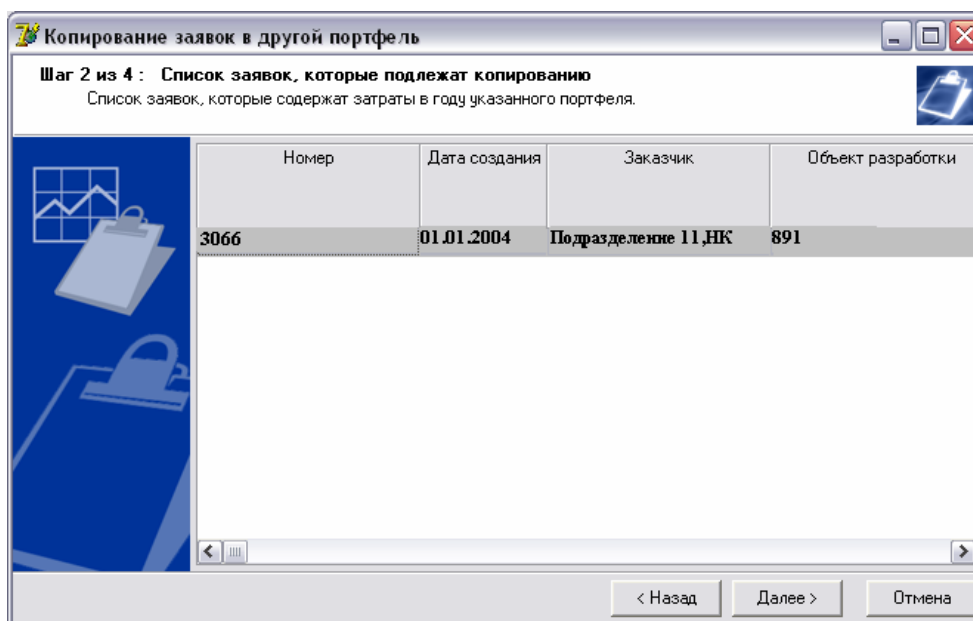 Копирование заявок в другой портфель
Шаг 2 из 4 : Список заявок, которые подлежат копированию
Список заявок, которые содержат затраты в году указанного портфеля.
Номер Дата создания Заказчик Объект разработки
3066 01.01.2004 Подразделение 11,НК 891
< Назад Далее > Отмена